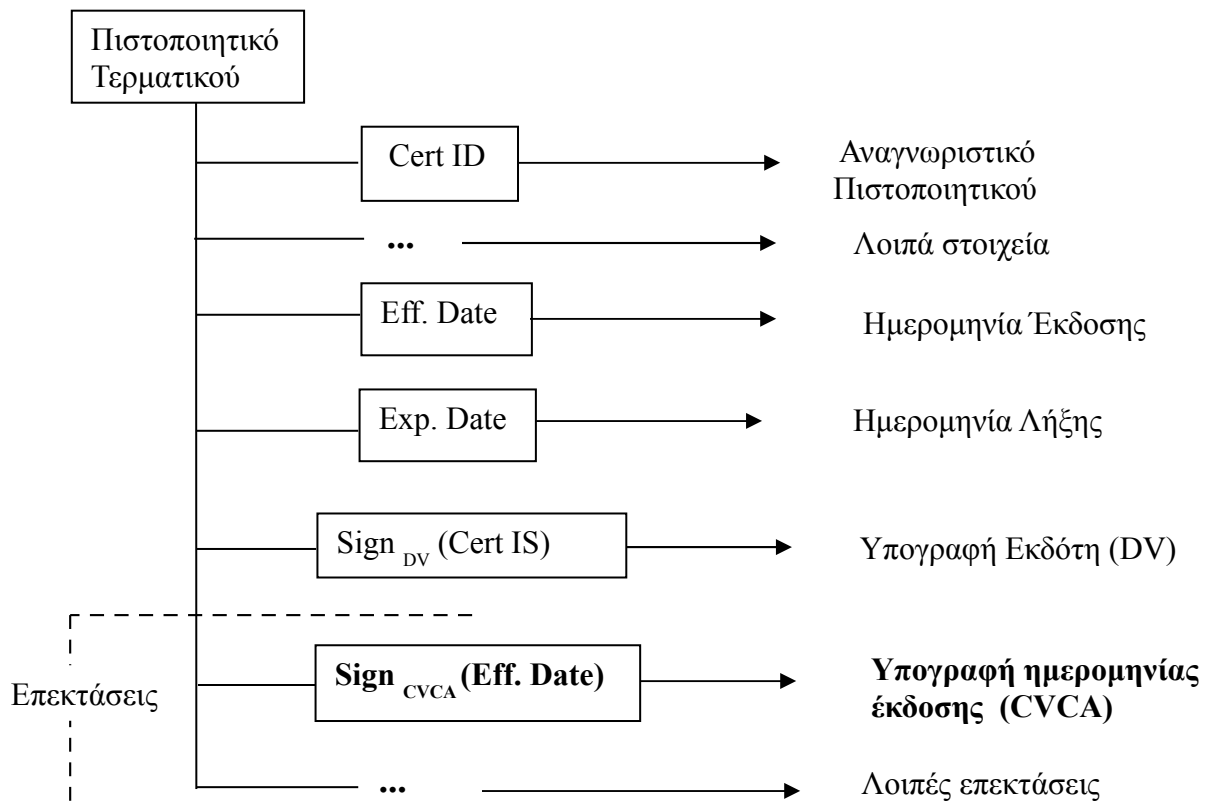 Πιστοποιητικό
Τερματικού
Cert ID
Αναγνωριστικό
Πιστοποιητικού
...
Λοιπά στοιχεία
Eff. Date
Ημερομηνία Έκδοσης
Exp. Date
Ημερομηνία Λήξης
Sign DV (Cert IS)
Υπογραφή Εκδότη (DV)
Επεκτάσεις
Sign CVCA (Eff. Date)
Υπογραφή ημερομηνίας
έκδοσης (CVCA)
...
Λοιπές επεκτάσεις